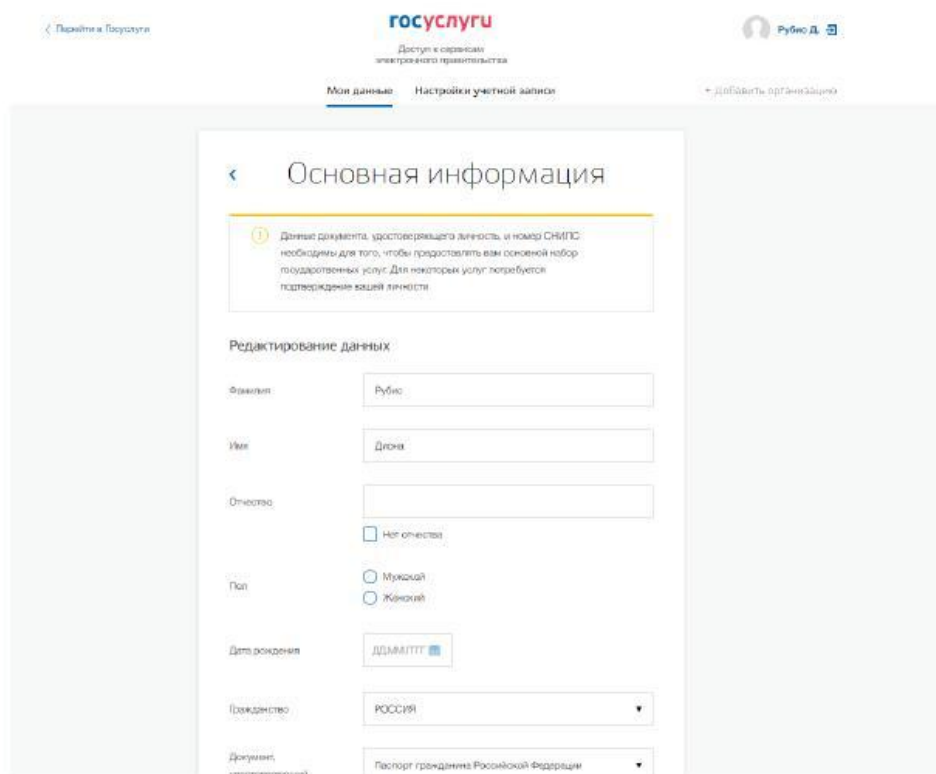 Перейти в Госуслуги
госуслуги
Доступ к сервисам
электронного правительства
Рубио Д.
Мои данные
Настройки учетной записи
+ Добавить организацию
Основная информация
Данные документа, удостоверяющего личность, и номер СНИЛС
необходимы для того, чтобы предоставлять вам основной набор
государственных услуг. Для некоторых услуг потребуется
подтверждение вашей личности
Редактирование данных
Фамилия
Рубио
Имя
Диона
Отчество
Нет отчества
Пол
Мужской
Женский
Дата рождения
ДД.ММ.ГГГГ
Гражданство
РОССИЯ
Документ,
Паспорт гражданина Российской Федерации